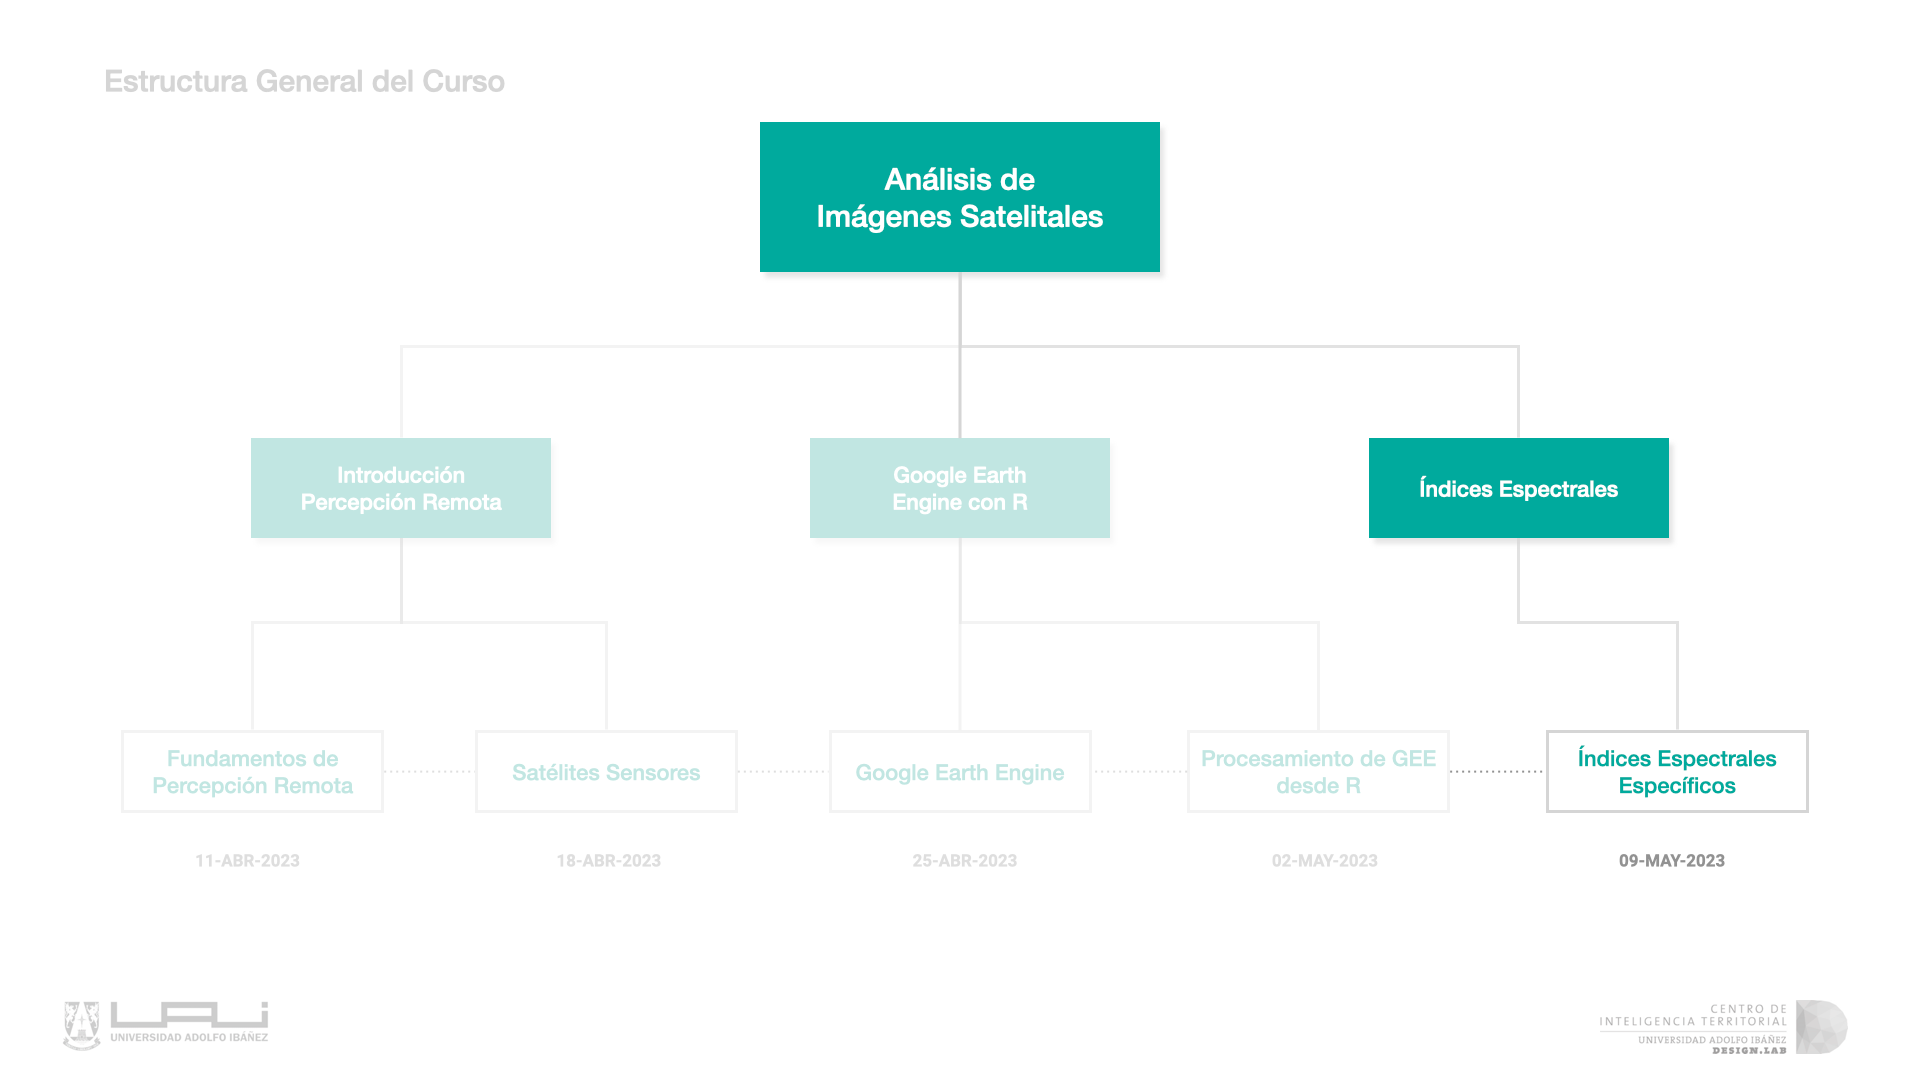 Estructura General del Curso
Análisis de
Imágenes Satelitales
Introducción
Percepción Remota
Google Earth
Engine con R
Índices Espectrales
Fundamentos de
Percepción Remota
Satélites Sensores
Google Earth Engine
Procesamiento de GEE
desde R
Índices Espectrales
Específicos
11-ABR-2023
18-ABR-2023
25-ABR-2023
02-MAY-2023
09-MAY-2023
UAI
UNIVERSIDAD ADOLFO IBÁÑEZ
CENTRO DE
INTELIGENCIA TERRITORIAL
UNIVERSIDAD ADOLFO IBÁÑEZ
DESIGN.LAB